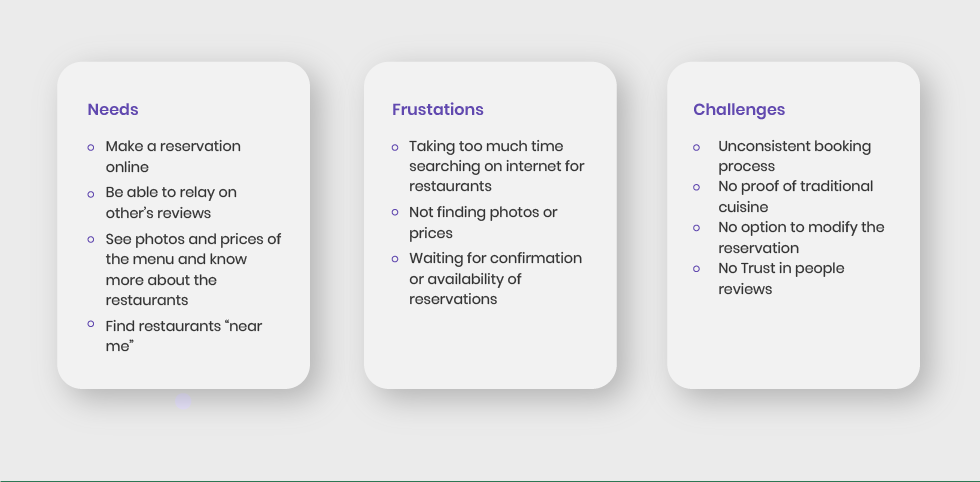 Needs
Make a reservation
online
Be able to relay on
other's reviews
See photos and prices of
the menu and know
more about the
restaurants
Find restaurants “near
me”
Frustations
Taking too much time
searching on internet for
restaurants
Not finding photos or
prices
Waiting for confirmation
or availability of
reservations
Challenges
Unconsistent booking
process
No proof of traditional
cuisine
No option to modify the
reservation
No Trust in people
reviews